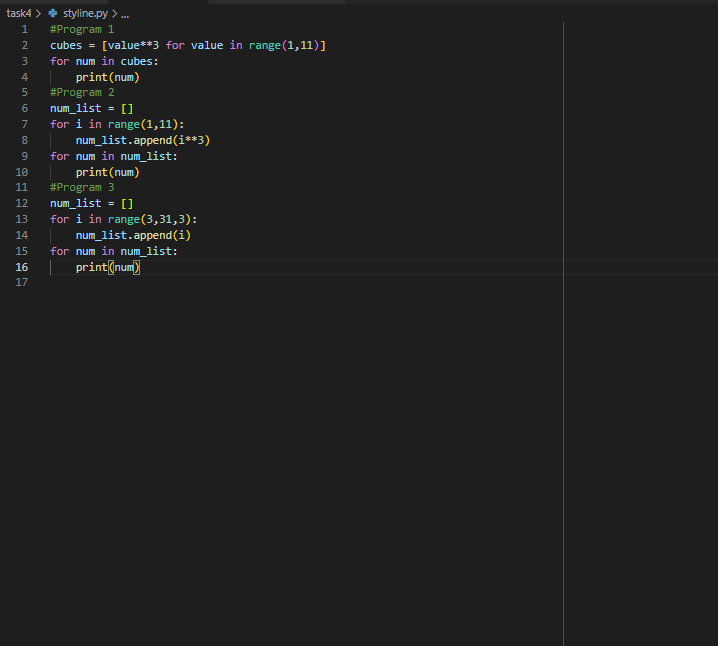 task4 > styline.py > ...
1 #Program 1
2 cubes = [value**3 for value in range(1,11)]
3 for num in cubes:
4     print(num)
5 #Program 2
6 num_list = []
7 for i in range(1,11):
8     num_list.append(i**3)
9 for num in num_list:
10     print(num)
11 #Program 3
12 num_list = []
13 for i in range(3,31,3):
14     num_list.append(i)
15 for num in num_list:
16     print(num)
17